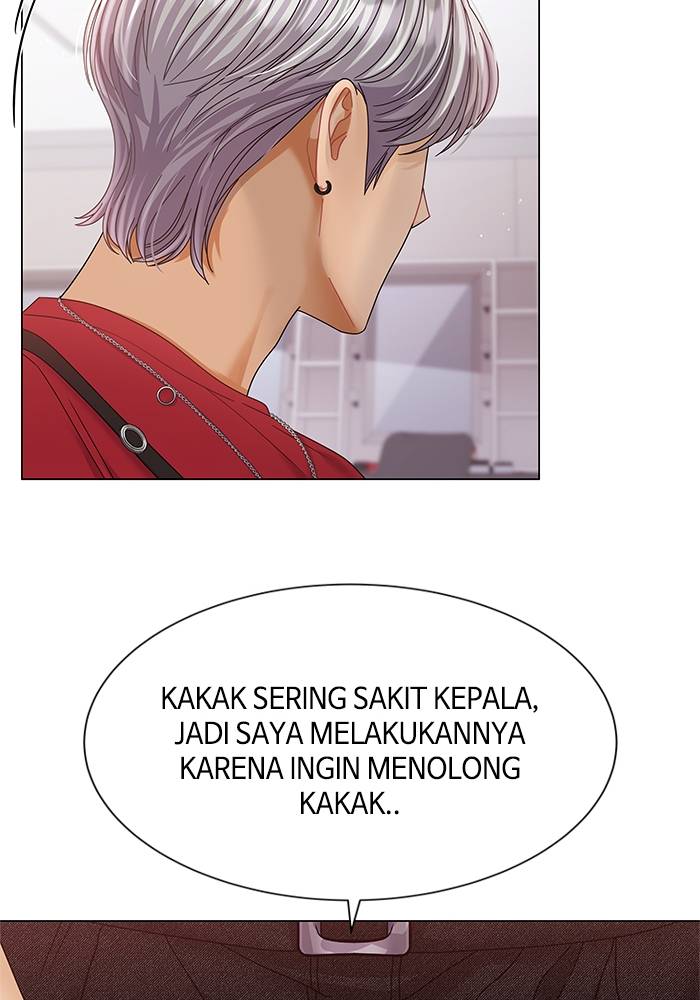 KAKAK SERING SAKIT KEPALA,
JADI SAYA MELAKUKANNYA
KARENA INGIN MENOLONG
KAKAK..